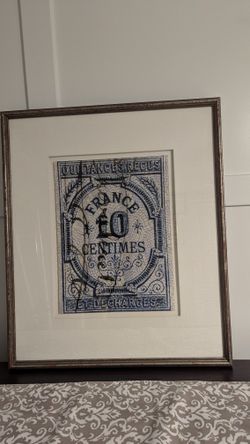 QUITTANCES, REÇUS
FRANCE
10
CENTIMES
ET DÉCHARGES